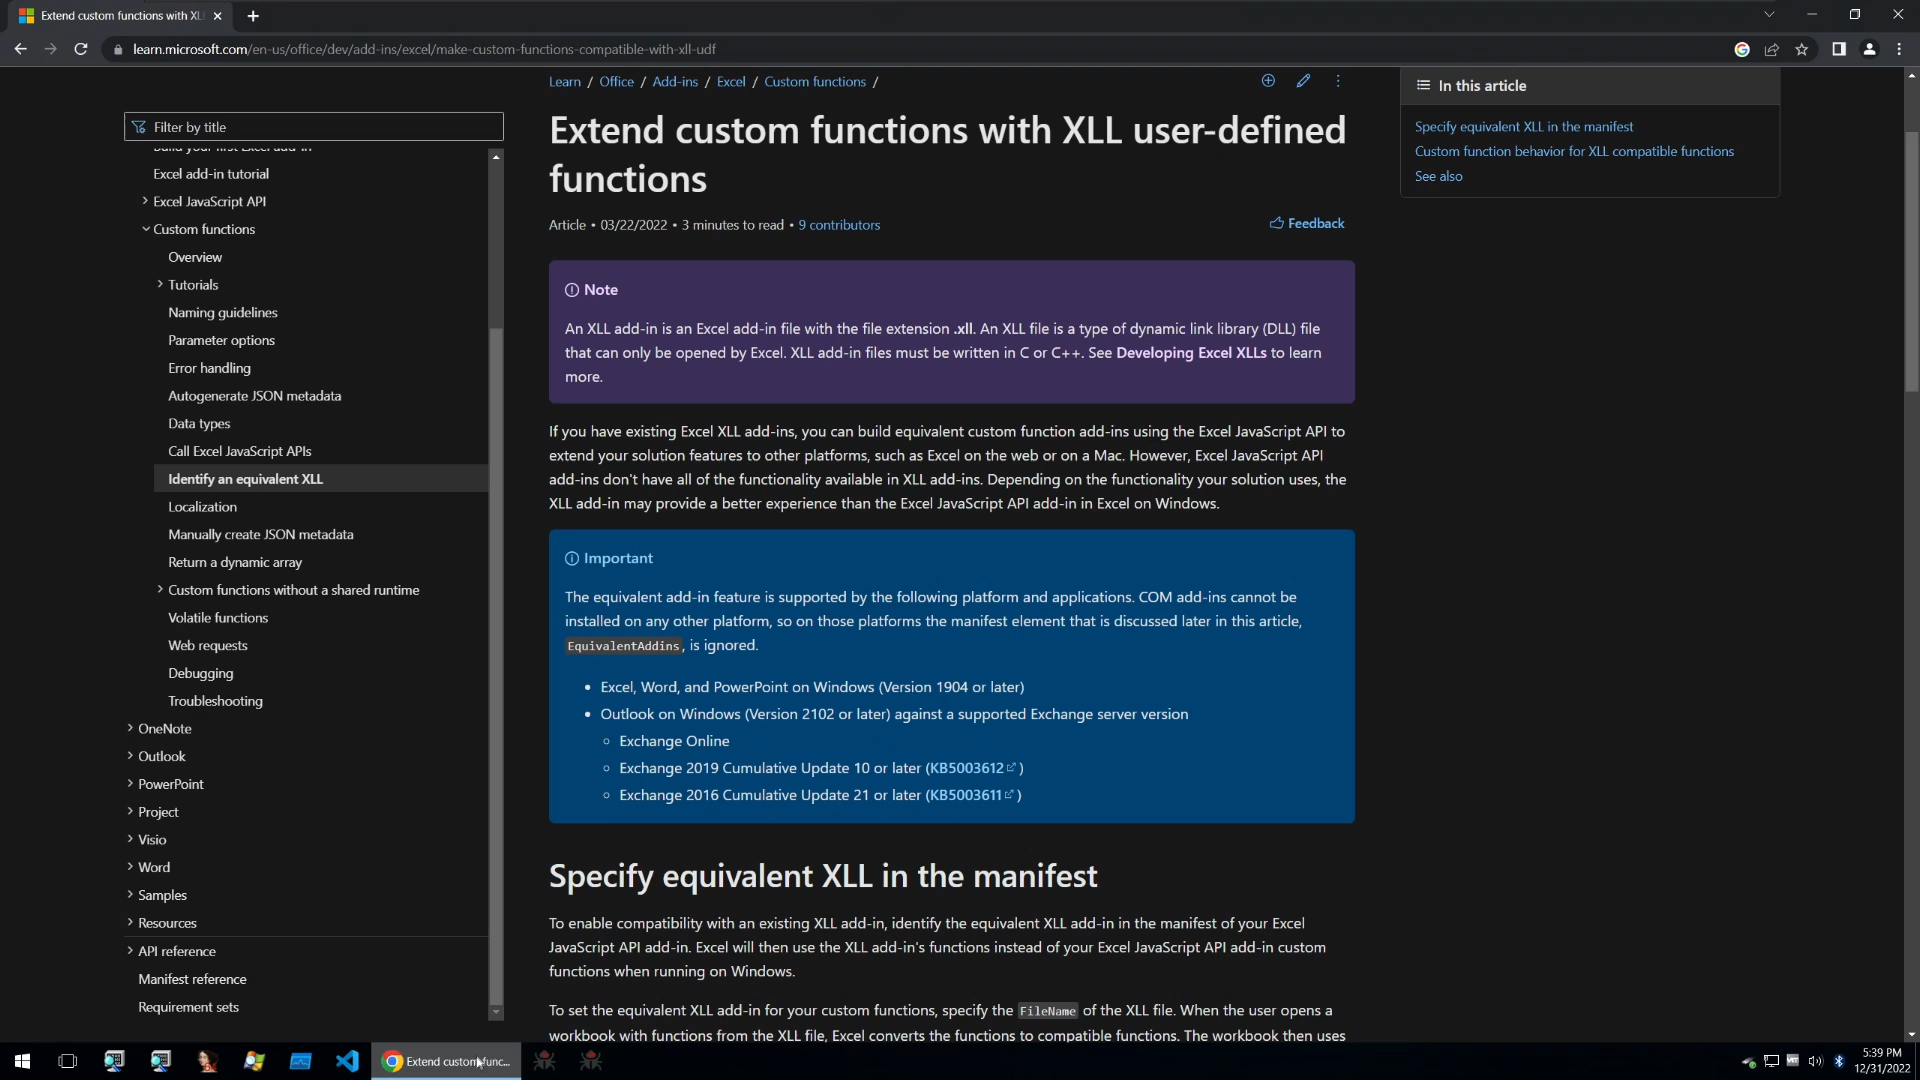 Extend custom functions with XL
learn.microsoft.com/en-us/office/dev/add-ins/excel/make-custom-functions-compatible-with-xll-udf
Learn / Office / Add-ins / Excel / Custom functions /
Filter by title
Build your first Excel add-in
Excel add-in tutorial
Excel JavaScript API
Custom functions
Overview
Tutorials
Naming guidelines
Parameter options
Error handling
Autogenerate JSON metadata
Data types
Call Excel JavaScript APIs
Identify an equivalent XLL
Localization
Manually create JSON metadata
Return a dynamic array
Custom functions without a shared runtime
Volatile functions
Web requests
Debugging
Troubleshooting
OneNote
Outlook
PowerPoint
Project
Visio
Word
Samples
Resources
API reference
Manifest reference
Requirement sets
Extend custom functions with XLL user-defined
functions
Article • 03/22/2022 • 3 minutes to read • 9 contributors
Feedback
Note
An XLL add-in is an Excel add-in file with the file extension .xll. An XLL file is a type of dynamic link library (DLL) file
that can only be opened by Excel. XLL add-in files must be written in C or C++. See Developing Excel XLLs to learn
more.
If you have existing Excel XLL add-ins, you can build equivalent custom function add-ins using the Excel JavaScript API to
extend your solution features to other platforms, such as Excel on the web or on a Mac. However, Excel JavaScript API
add-ins don't have all of the functionality available in XLL add-ins. Depending on the functionality your solution uses, the
XLL add-in may provide a better experience than the Excel JavaScript API add-in in Excel on Windows.
Important
The equivalent add-in feature is supported by the following platform and applications. COM add-ins cannot be
installed on any other platform, so on those platforms the manifest element that is discussed later in this article,
EquivalentAddins, is ignored.
• Excel, Word, and PowerPoint on Windows (Version 1904 or later)
• Outlook on Windows (Version 2102 or later) against a supported Exchange server version
◦ Exchange Online
◦ Exchange 2019 Cumulative Update 10 or later (KB5003612)
◦ Exchange 2016 Cumulative Update 21 or later (KB5003611)
Specify equivalent XLL in the manifest
To enable compatibility with an existing XLL add-in, identify the equivalent XLL add-in in the manifest of your Excel
JavaScript API add-in. Excel will then use the XLL add-in's functions instead of your Excel JavaScript API add-in custom
functions when running on Windows.
To set the equivalent XLL add-in for your custom functions, specify the FileName of the XLL file. When the user opens a
workbook with functions from the XLL file, Excel converts the functions to compatible functions. The workbook then uses
In this article
Specify equivalent XLL in the manifest
Custom function behavior for XLL compatible functions
See also
Extend custom func...
5:39 PM
12/31/2022